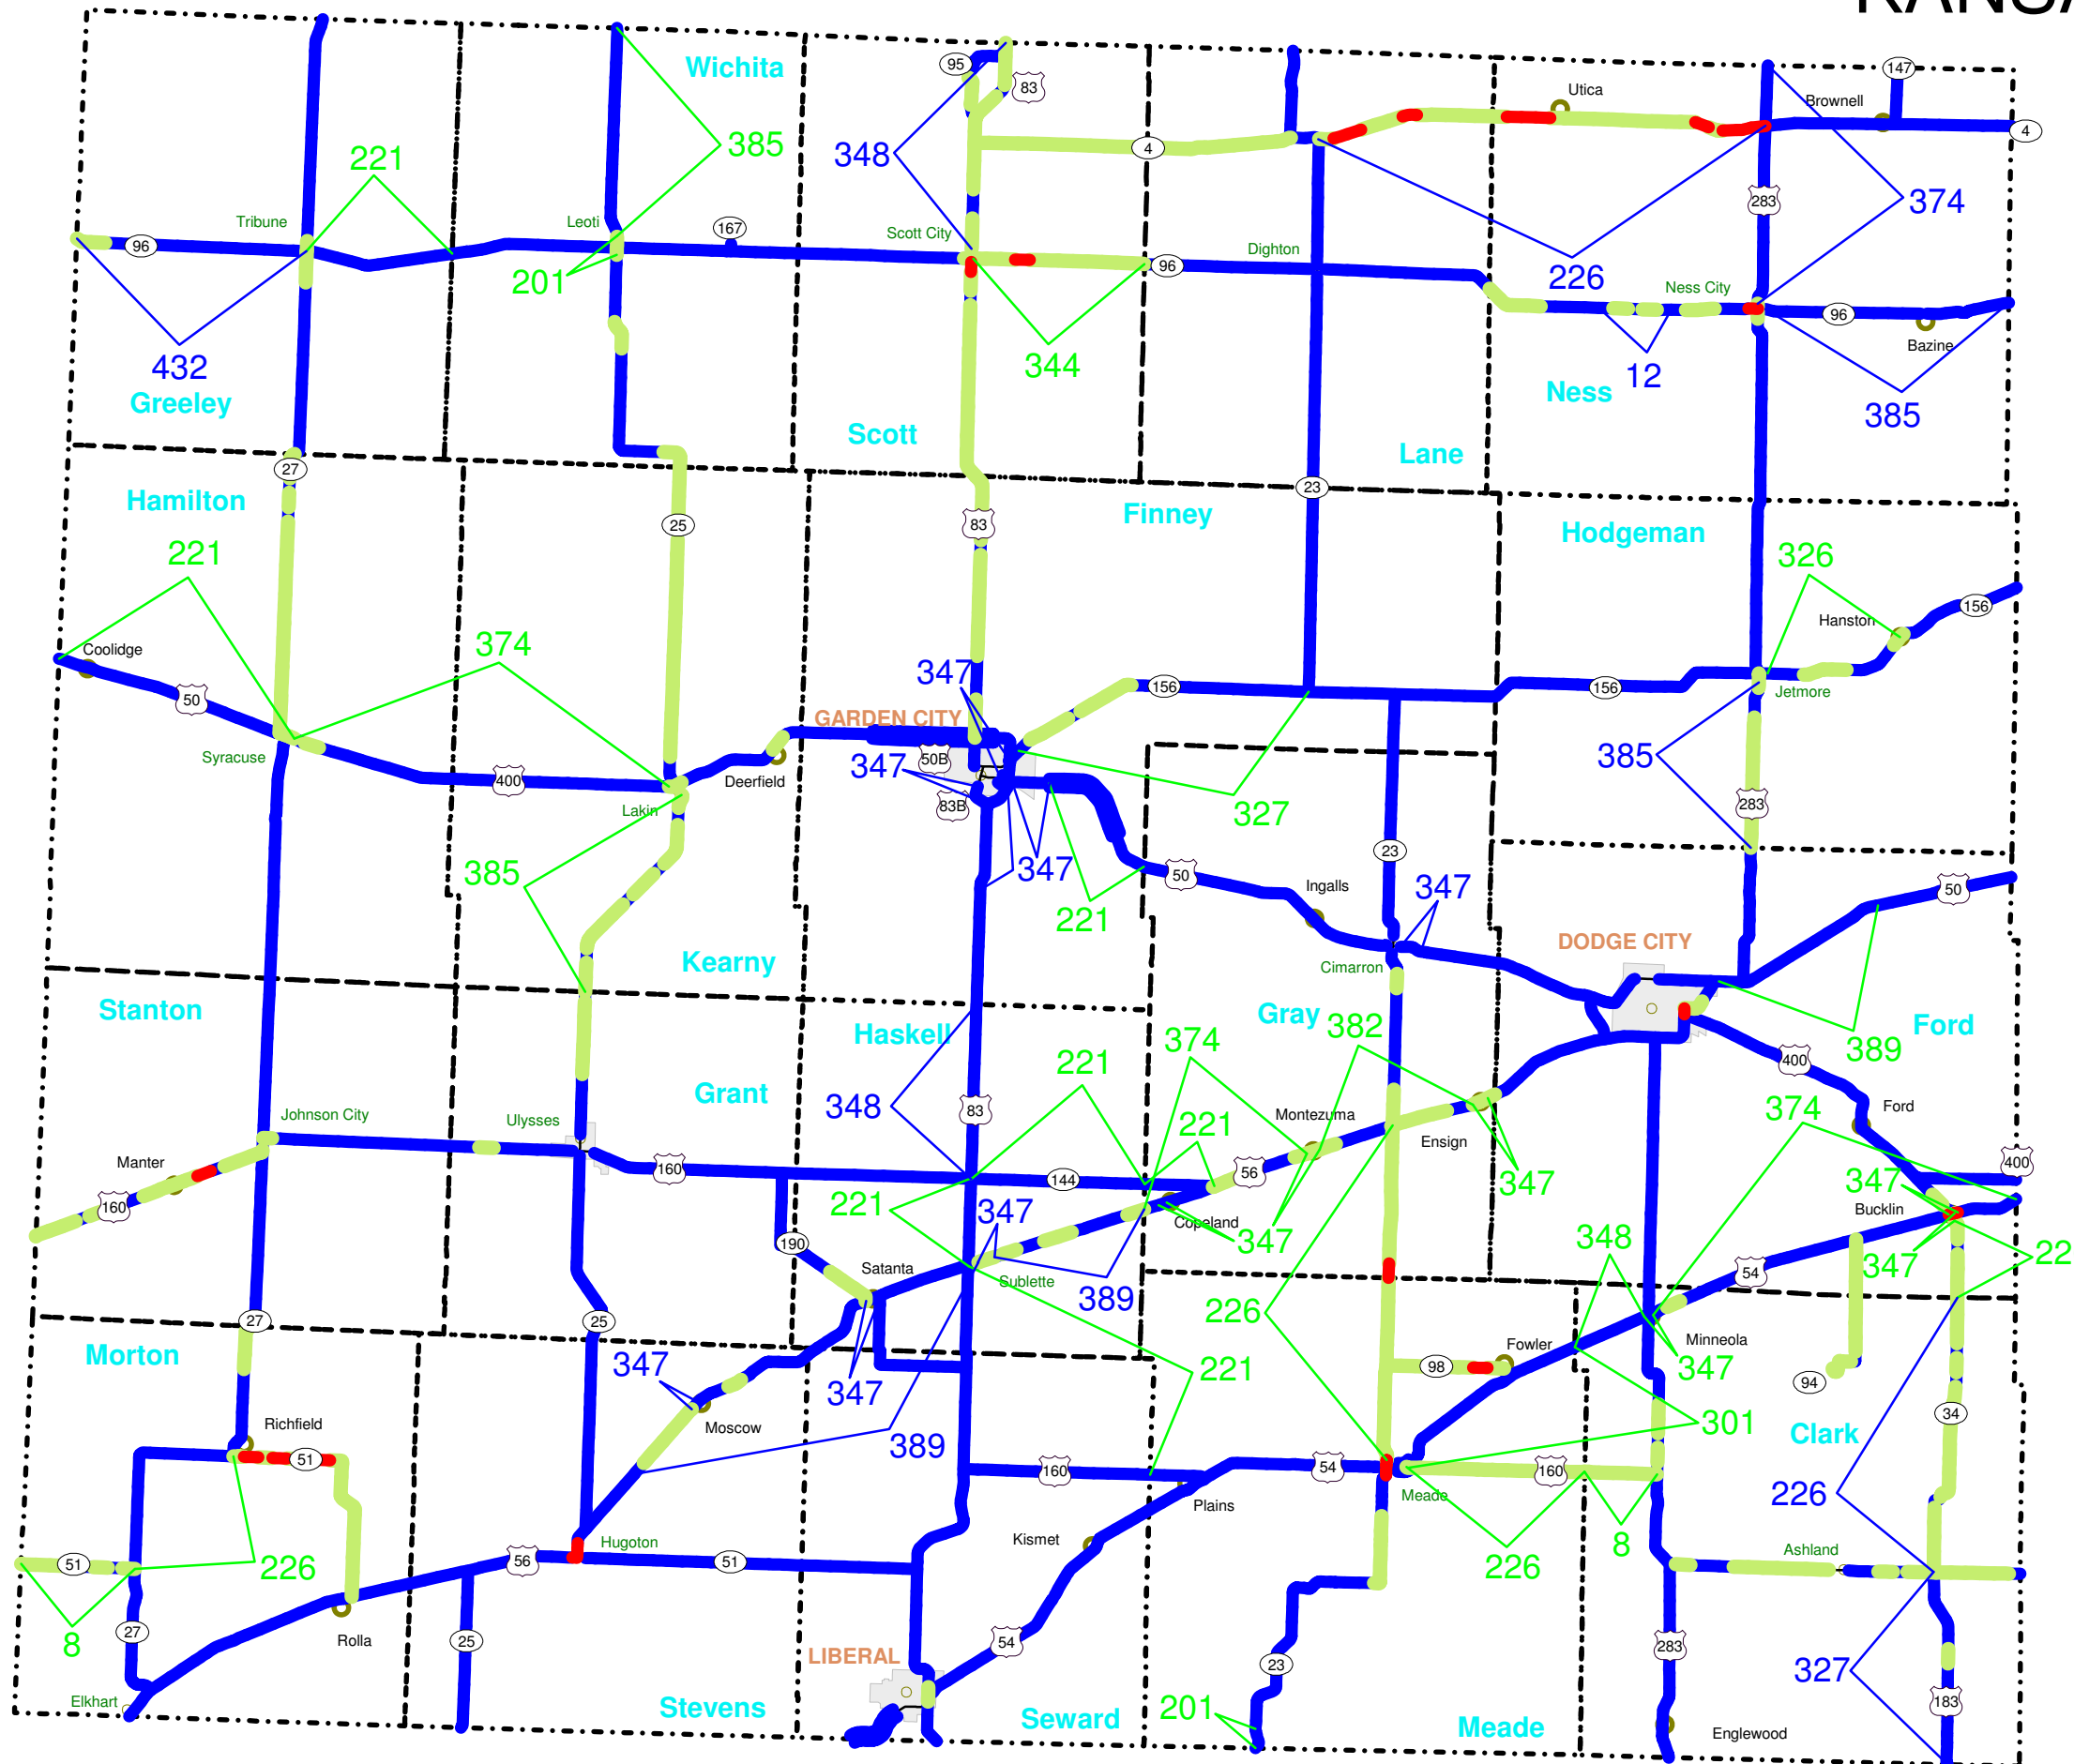 KANSA
95
Wichita
83
147
Utica
Brownell
385
348
4
4
221
283
374
Tribune
Leoti
167
Scott City
Dighton
96
201
96
226
Ness City
96
432
344
12
Bazine
Greeley
Ness
385
Scott
Lane
27
Hamilton
23
25
83
Finney
Hodgeman
221
326
156
374
Hanston
Coolidge
347
156
156
50
GARDEN CITY
Jetmore
Syracuse
50B
385
400
Deerfield
347
Lakin
83B
327
283
385
347
23
50
Ingalls
347
50
221
DODGE CITY
Kearny
Cimarron
Stanton
Gray
382
Ford
Haskell
374
389
221
400
Grant
348
83
Johnson City
Ulysses
221
Montezuma
374
Ford
Ensign
Manter
160
56
400
144
347
347
160
221
347
Copeland
Bucklin
190
347
348
347
22
Satanta
Sublette
54
389
226
27
25
Fowler
Minneola
Morton
347
221
98
347
347
94
Richfield
Moscow
301
34
389
Clark
51
160
54
160
226
Meade
Plains
Hugoton
Kismet
8
Ashland
51
226
56
51
226
8
27
25
54
283
Rolla
LIBERAL
23
327
Elkhart
Stevens
201
183
Seward
Meade
Englewood